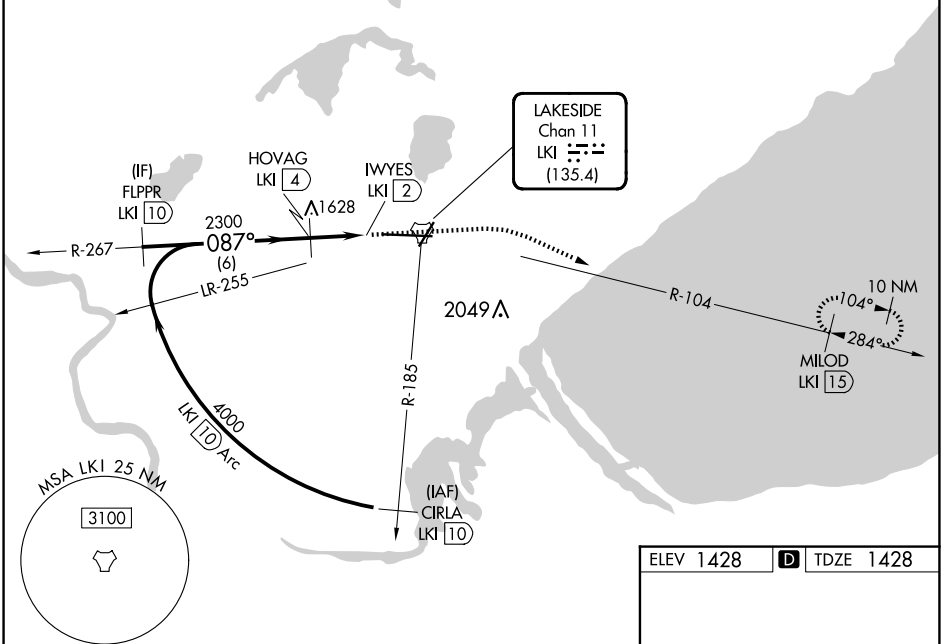 LAKESIDE
Chan 11
LKI
(135.4)
(IF)
FLPPR
LKI 10
HOVAG
LKI 4
IWYES
LKI 2
1628
2300
087°
(6)
R-267
LR-255
2049
R-104
10 NM
104°
284°
MILOD
LKI 15
R-185
4000
LKI 10 Arc
(IAF)
CIRLA
LKI 10
MSA LKI 25 NM
3100
ELEV 1428 D TDZE 1428